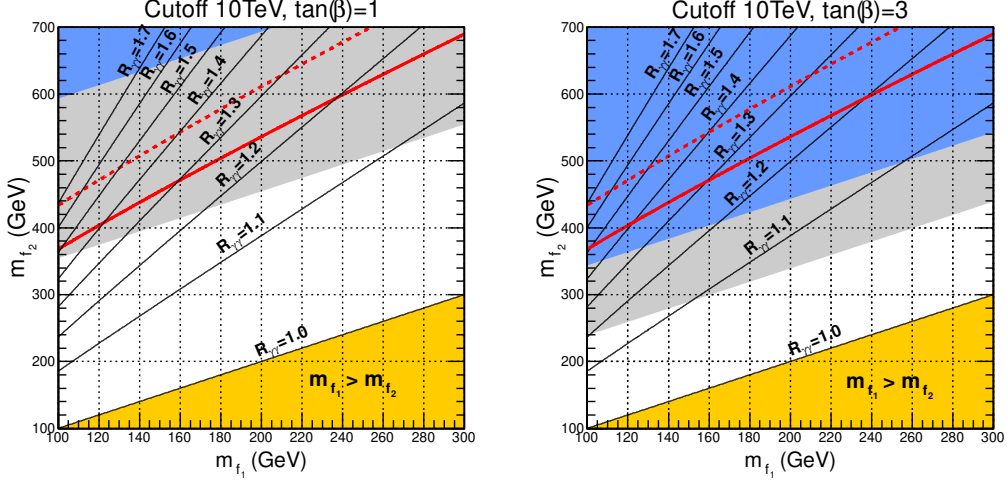 Cutoff 10TeV, tan(β)=1
m_f₂ (GeV)
700
600
500
400
300
200
100
R_γγ=1.7
R_γγ=1.6
R_γγ=1.5
R_γγ=1.4
R_γγ=1.3
R_γγ=1.2
R_γγ=1.1
R_γγ=1.0
m_f₁ > m_f₂
100 120 140 160 180 200 220 240 260 280 300
m_f₁ (GeV)
Cutoff 10TeV, tan(β)=3
m_f₂ (GeV)
700
600
500
400
300
200
100
R_γγ=1.7
R_γγ=1.6
R_γγ=1.5
R_γγ=1.4
R_γγ=1.3
R_γγ=1.2
R_γγ=1.1
R_γγ=1.0
m_f₁ > m_f₂
100 120 140 160 180 200 220 240 260 280 300
m_f₁ (GeV)